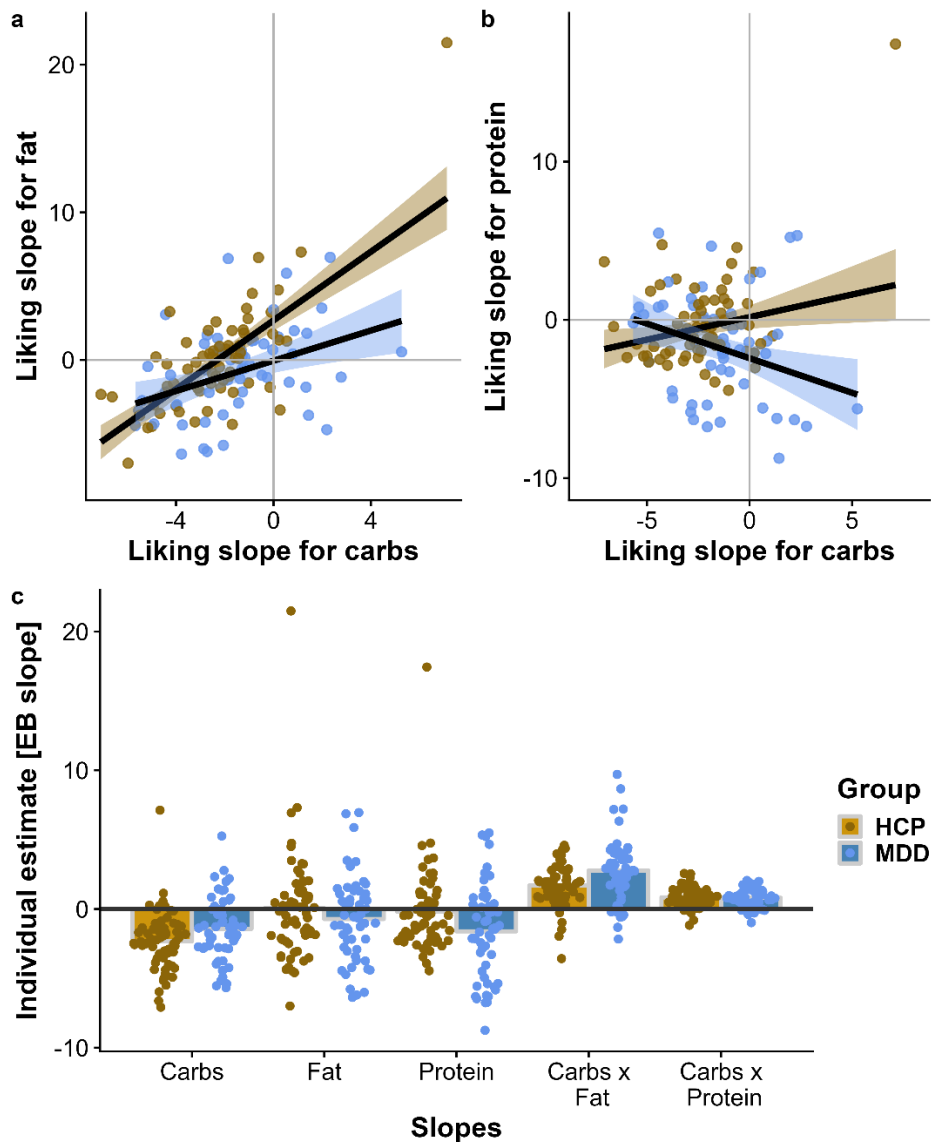 a
Liking slope for fat
20
10
0
-4
0
4
Liking slope for carbs
b
Liking slope for protein
10
0
-10
-5
0
5
Liking slope for carbs
c
Individual estimate [EB slope]
20
10
0
-10
Carbs
Fat
Protein
Carbs x
Fat
Carbs x
Protein
Slopes
Group
HCP
MDD